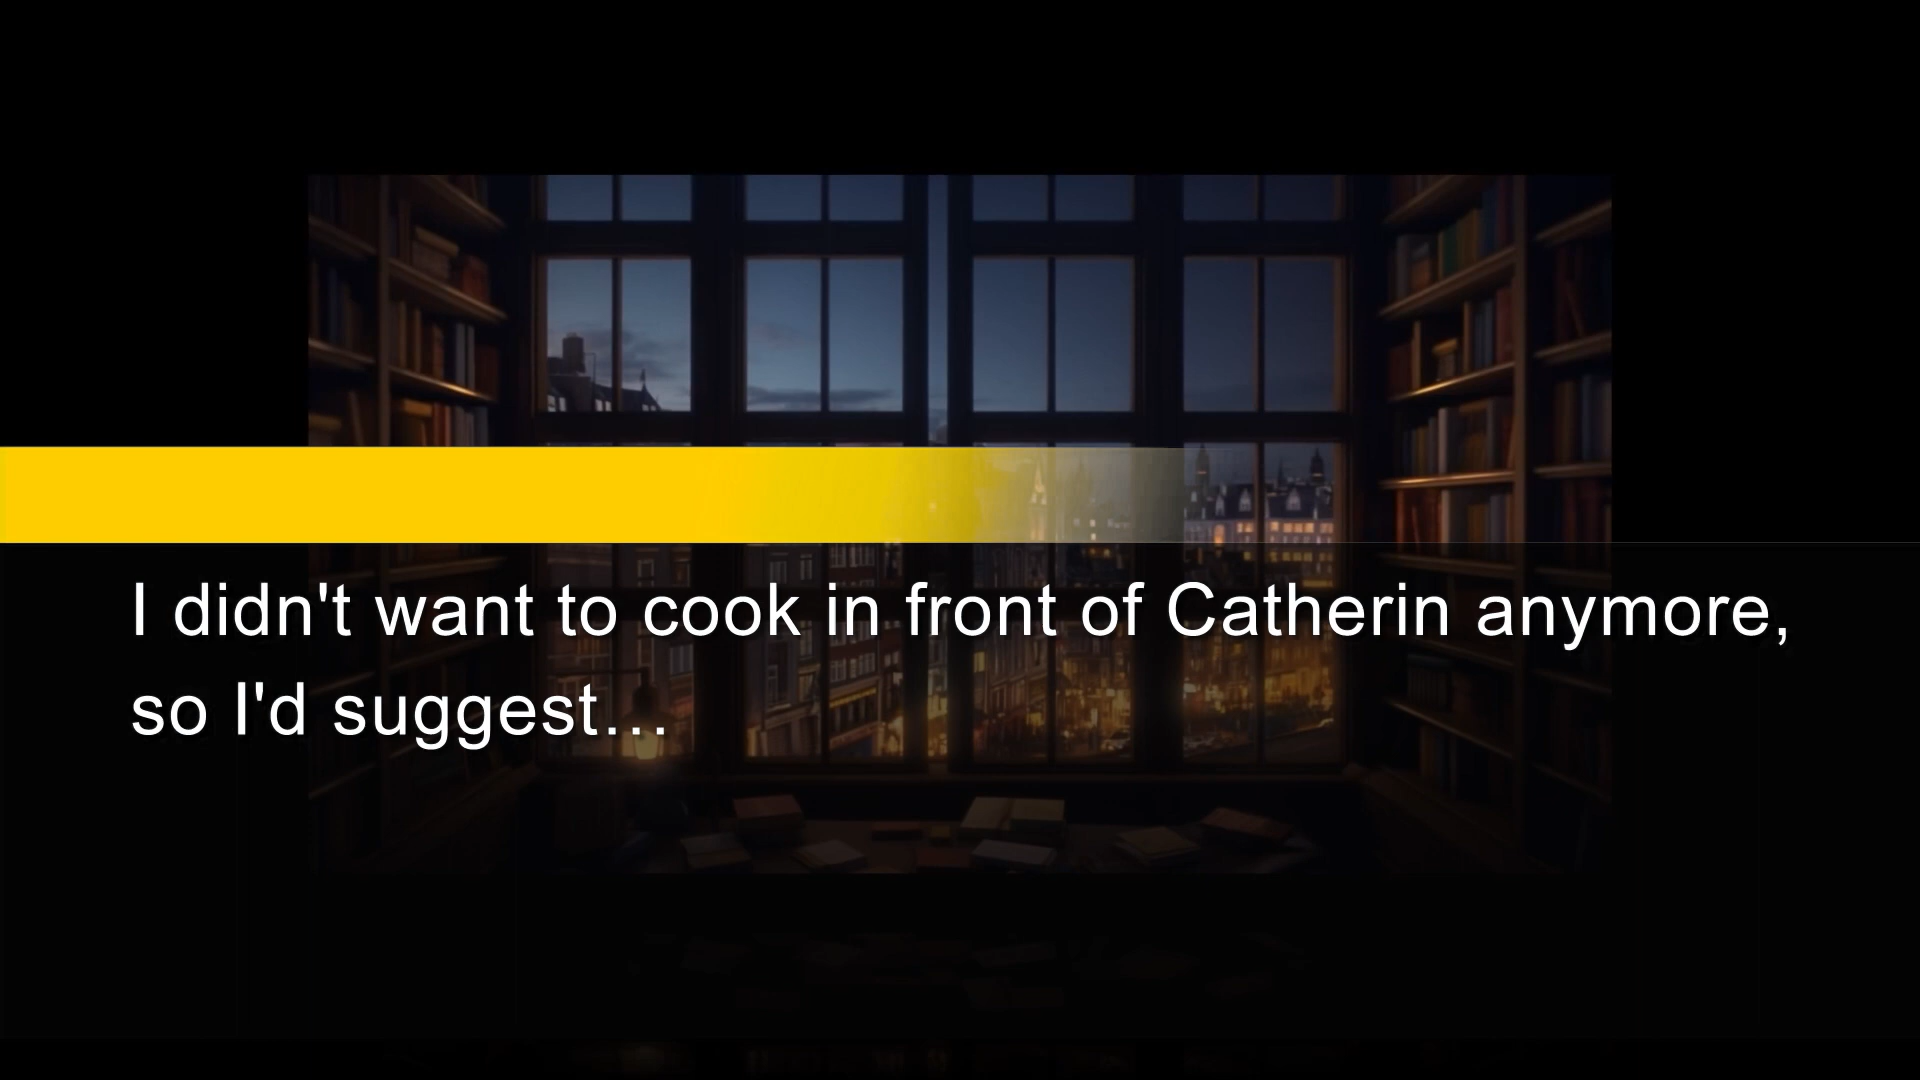 I didn't want to cook in front of Catherin anymore,
so I'd suggest…